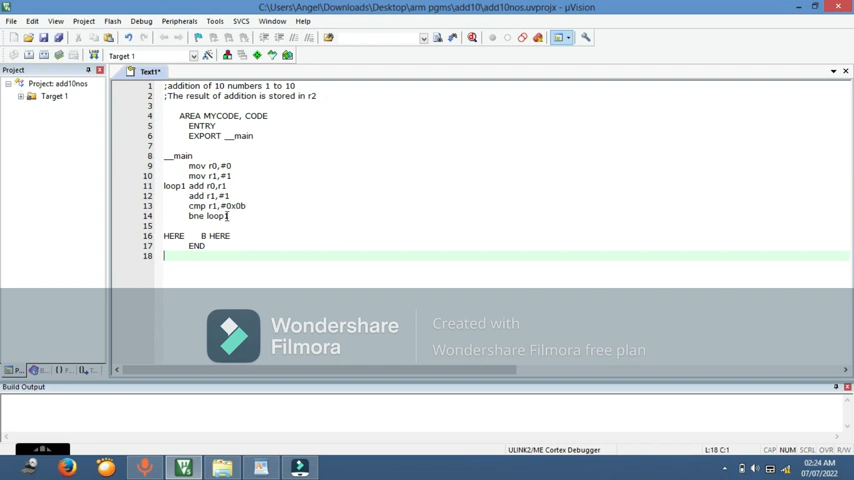 C:\Users\Angel\Downloads\Desktop\arm pgms\add10\add10nos.uvprojx - µVision
File Edit View Project Flash Debug Peripherals Tools SVCS Window Help
LOAD Target 1
Project
Text1*
Project: add10nos
Target 1
1 ;addition of 10 numbers 1 to 10
2 ;The result of addition is stored in r2
3
4 AREA MYCODE, CODE
5 ENTRY
6 EXPORT __main
7
8 __main
9 mov r0,#0
10 mov r1,#1
11 loop1 add r0,r1
12 add r1,#1
13 cmp r1,#0x0b
14 bne loop1
15
16 HERE B HERE
17 END
18
Wondershare
Filmora
Created with
Wondershare Filmora free plan
P... B... {} F... T...
Build Output
ULINK2/ME Cortex Debugger L:18 C:1 CAP NUM SCRL OVR R/W
02:24 AM
07/07/2022